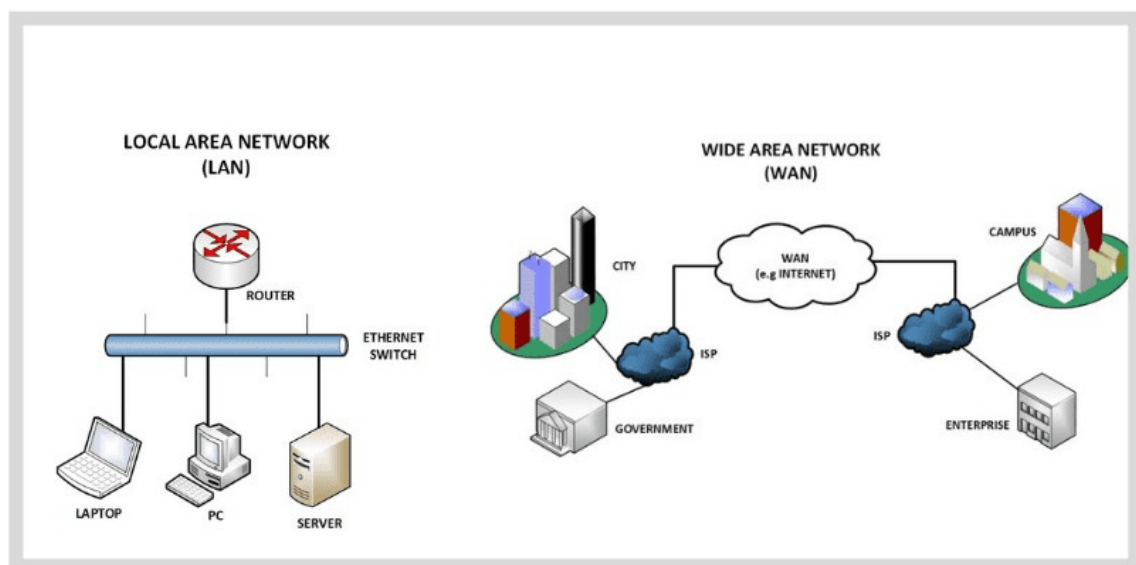 LOCAL AREA NETWORK
(LAN)
ROUTER
ETHERNET
SWITCH
LAPTOP
PC
SERVER
WIDE AREA NETWORK
(WAN)
CITY
WAN
(e.g INTERNET)
CAMPUS
ISP
ISP
GOVERNMENT
ENTERPRISE